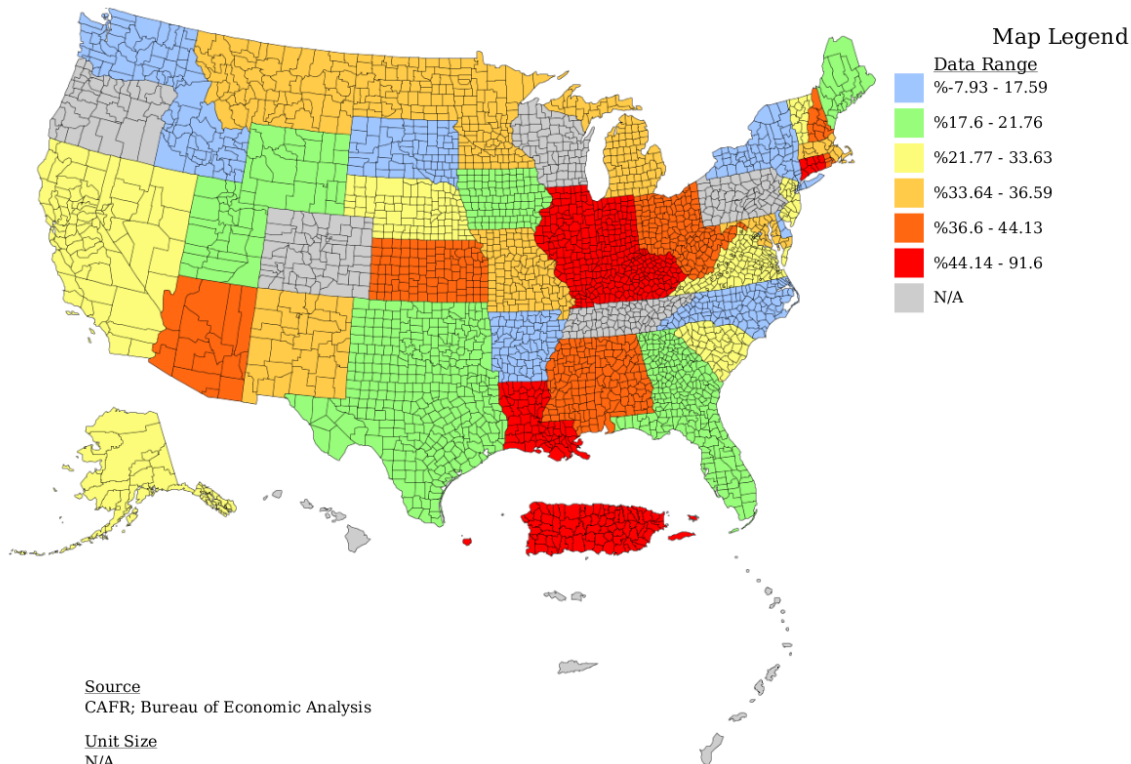 Map Legend
Data Range
%-7.93 - 17.59
%17.6 - 21.76
%21.77 - 33.63
%33.64 - 36.59
%36.6 - 44.13
%44.14 - 91.6
N/A
Source
CAFR; Bureau of Economic Analysis
Unit Size
N/A